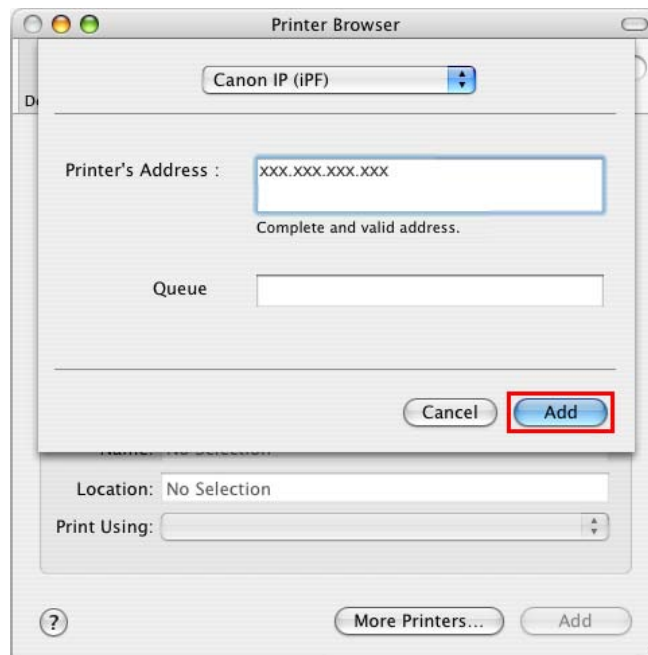 Printer Browser
Canon IP (iPF)
Printer's Address :
xxx.xxx.xxx.xxx
Complete and valid address.
Queue
Cancel
Add
Location:
No Selection
Print Using:
?
More Printers...
Add